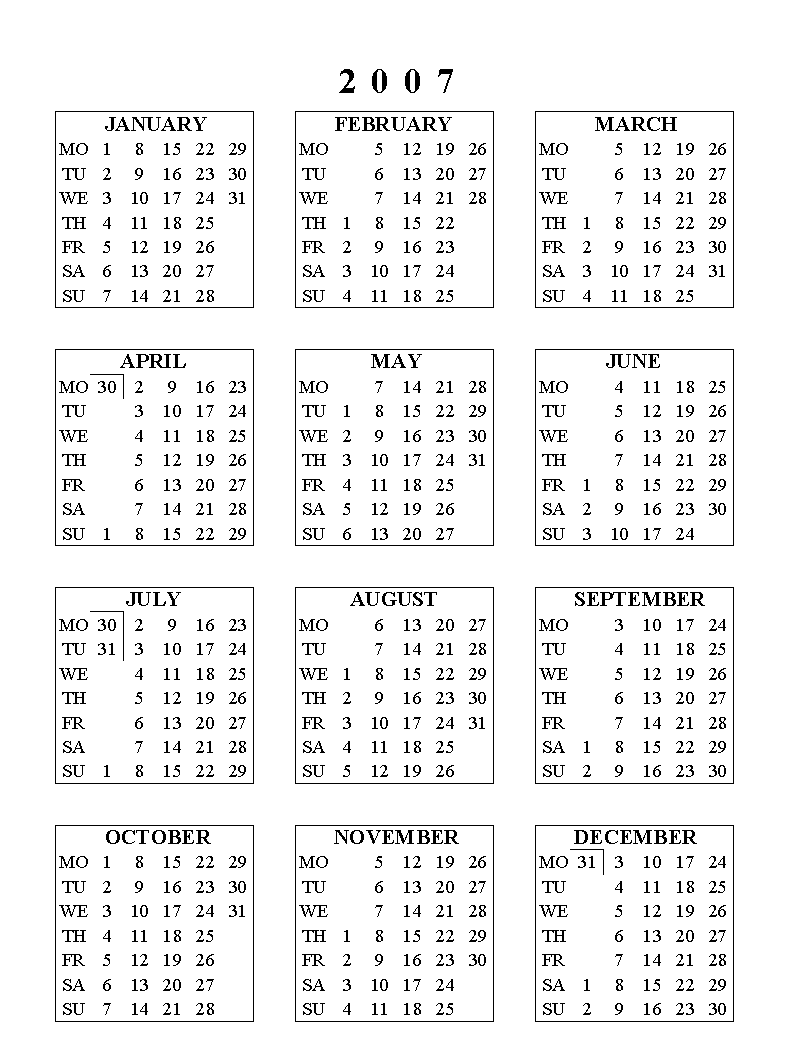 2 0 0 7
JANUARY FEBRUARY MARCH
MO 1 8 15 22 29 MO 5 12 19 26 MO 5 12 19 26
TU 2 9 16 23 30 TU 6 13 20 27 TU 6 13 20 27
WE 3 10 17 24 31 WE 7 14 21 28 WE 7 14 21 28
TH 4 11 18 25 TH 1 8 15 22 TH 1 8 15 22 29
FR 5 12 19 26 FR 2 9 16 23 FR 2 9 16 23 30
SA 6 13 20 27 SA 3 10 17 24 SA 3 10 17 24 31
SU 7 14 21 28 SU 4 11 18 25 SU 4 11 18 25
APRIL MAY JUNE
MO 30 2 9 16 23 MO 7 14 21 28 MO 4 11 18 25
TU 3 10 17 24 TU 1 8 15 22 29 TU 5 12 19 26
WE 4 11 18 25 WE 2 9 16 23 30 WE 6 13 20 27
TH 5 12 19 26 TH 3 10 17 24 31 TH 7 14 21 28
FR 6 13 20 27 FR 4 11 18 25 FR 1 8 15 22 29
SA 7 14 21 28 SA 5 12 19 26 SA 2 9 16 23 30
SU 1 8 15 22 29 SU 6 13 20 27 SU 3 10 17 24
JULY AUGUST SEPTEMBER
MO 30 2 9 16 23 MO 6 13 20 27 MO 3 10 17 24
TU 31 3 10 17 24 TU 7 14 21 28 TU 4 11 18 25
WE 4 11 18 25 WE 1 8 15 22 29 WE 5 12 19 26
TH 5 12 19 26 TH 2 9 16 23 30 TH 6 13 20 27
FR 6 13 20 27 FR 3 10 17 24 31 FR 7 14 21 28
SA 7 14 21 28 SA 4 11 18 25 SA 1 8 15 22 29
SU 1 8 15 22 29 SU 5 12 19 26 SU 2 9 16 23 30
OCTOBER NOVEMBER DECEMBER
MO 1 8 15 22 29 MO 5 12 19 26 MO 31 3 10 17 24
TU 2 9 16 23 30 TU 6 13 20 27 TU 4 11 18 25
WE 3 10 17 24 31 WE 7 14 21 28 WE 5 12 19 26
TH 4 11 18 25 TH 1 8 15 22 29 TH 6 13 20 27
FR 5 12 19 26 FR 2 9 16 23 30 FR 7 14 21 28
SA 6 13 20 27 SA 3 10 17 24 SA 1 8 15 22 29
SU 7 14 21 28 SU 4 11 18 25 SU 2 9 16 23 30